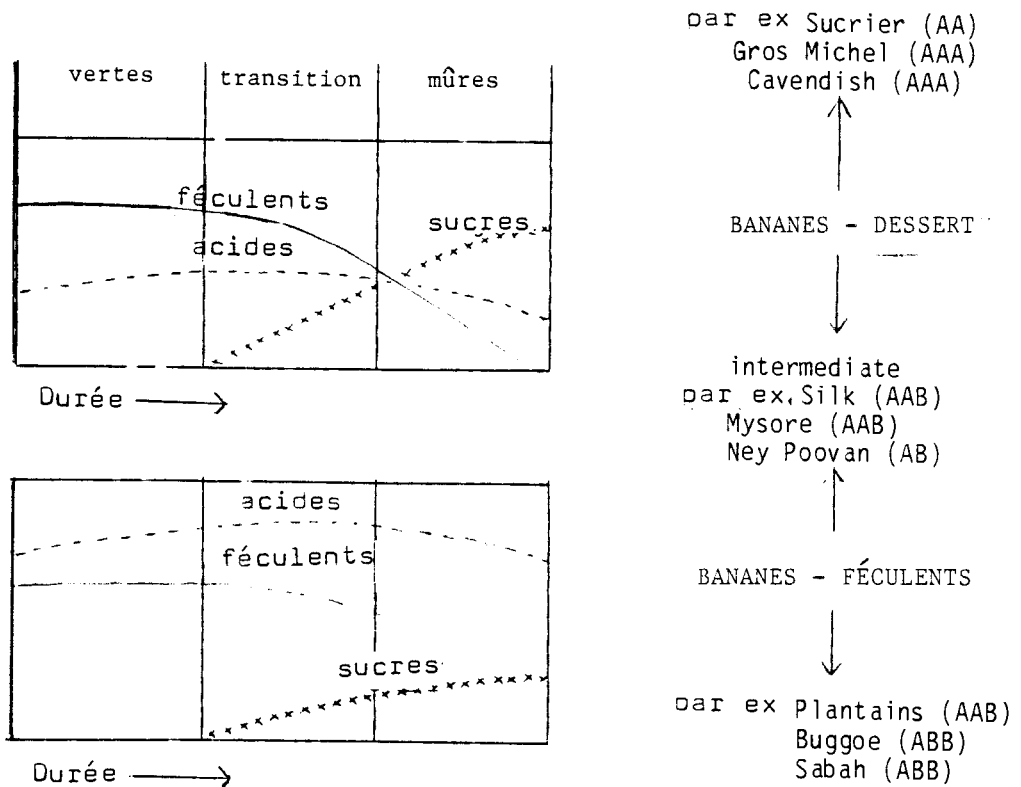 vertes transition mûres
féculents
sucres
acides
Durée
acides
féculents
sucres
Durée
par ex Sucrier (AA)
Gros Michel (AAA)
Cavendish (AAA)
BANANES - DESSERT
intermediate
par ex. Silk (AAB)
Mysore (AAB)
Ney Poovan (AB)
BANANES - FÉCULENTS
par ex Plantains (AAB)
Buggoe (ABB)
Sabah (ABB)